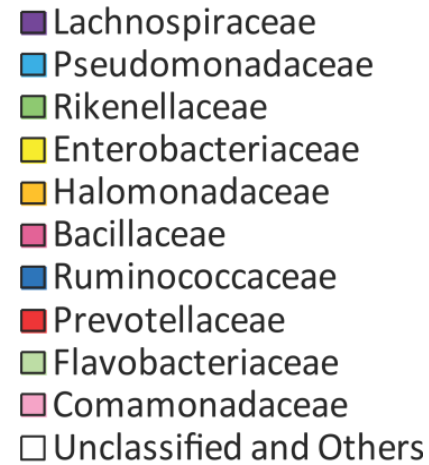 Lachnospiraceae
Pseudomonadaceae
Rikenellaceae
Enterobacteriaceae
Halomonadaceae
Bacillaceae
Ruminococcaceae
Prevotellaceae
Flavobacteriaceae
Comamonadaceae
Unclassified and Others